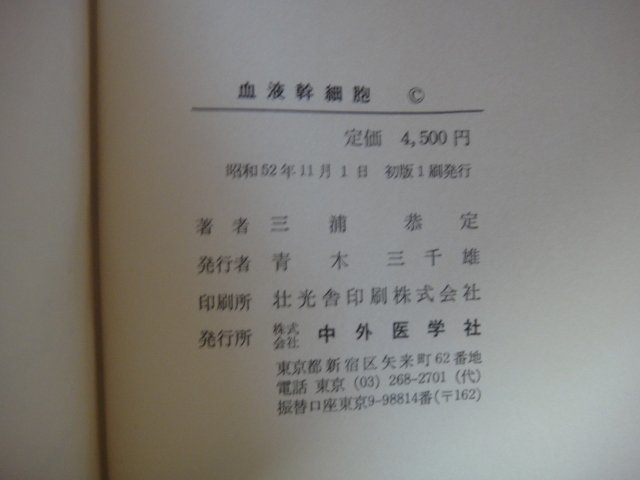 血液幹細胞 ©
定価 4,500円
昭和52年11月1日 初版1刷発行
著者 三浦恭定
発行者 青木三千雄
印刷所 壮光舎印刷株式会社
発行所 株式会社 中外医学社
東京都新宿区矢来町62番地
電話 東京 (03) 268-2701 (代)
振替口座東京9-98814番(〒162)